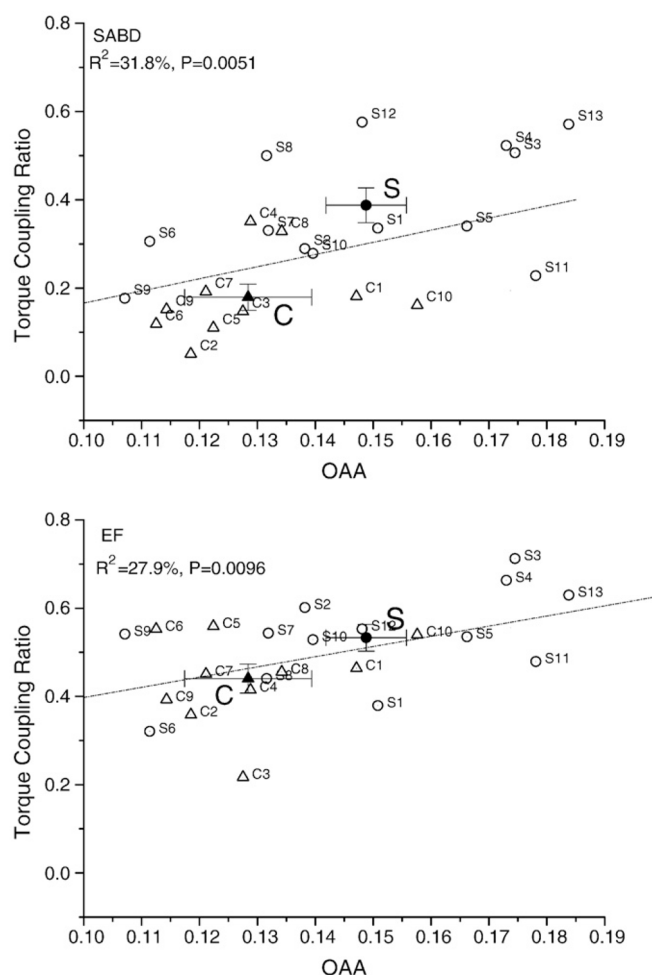 SABD
R²=31.8%, P=0.0051
Torque Coupling Ratio
0.8
0.6
0.4
0.2
0.0
S12
S13
S4
S3
S8
S
C4
S7 C8
S1
S5
S6
S2
S10
S11
S9
C7
C1
C10
C9
C3
C
C6
C5
C2
0.10 0.11 0.12 0.13 0.14 0.15 0.16 0.17 0.18 0.19
OAA
EF
R²=27.9%, P=0.0096
Torque Coupling Ratio
0.8
0.6
0.4
0.2
0.0
S3
S4
S13
S2
S
S9 C6 C5 S7 S10 S12 C10 S5
S11
C7 C8 C1
S8
C9 C C4
C2
S1
S6
C3
0.10 0.11 0.12 0.13 0.14 0.15 0.16 0.17 0.18 0.19
OAA